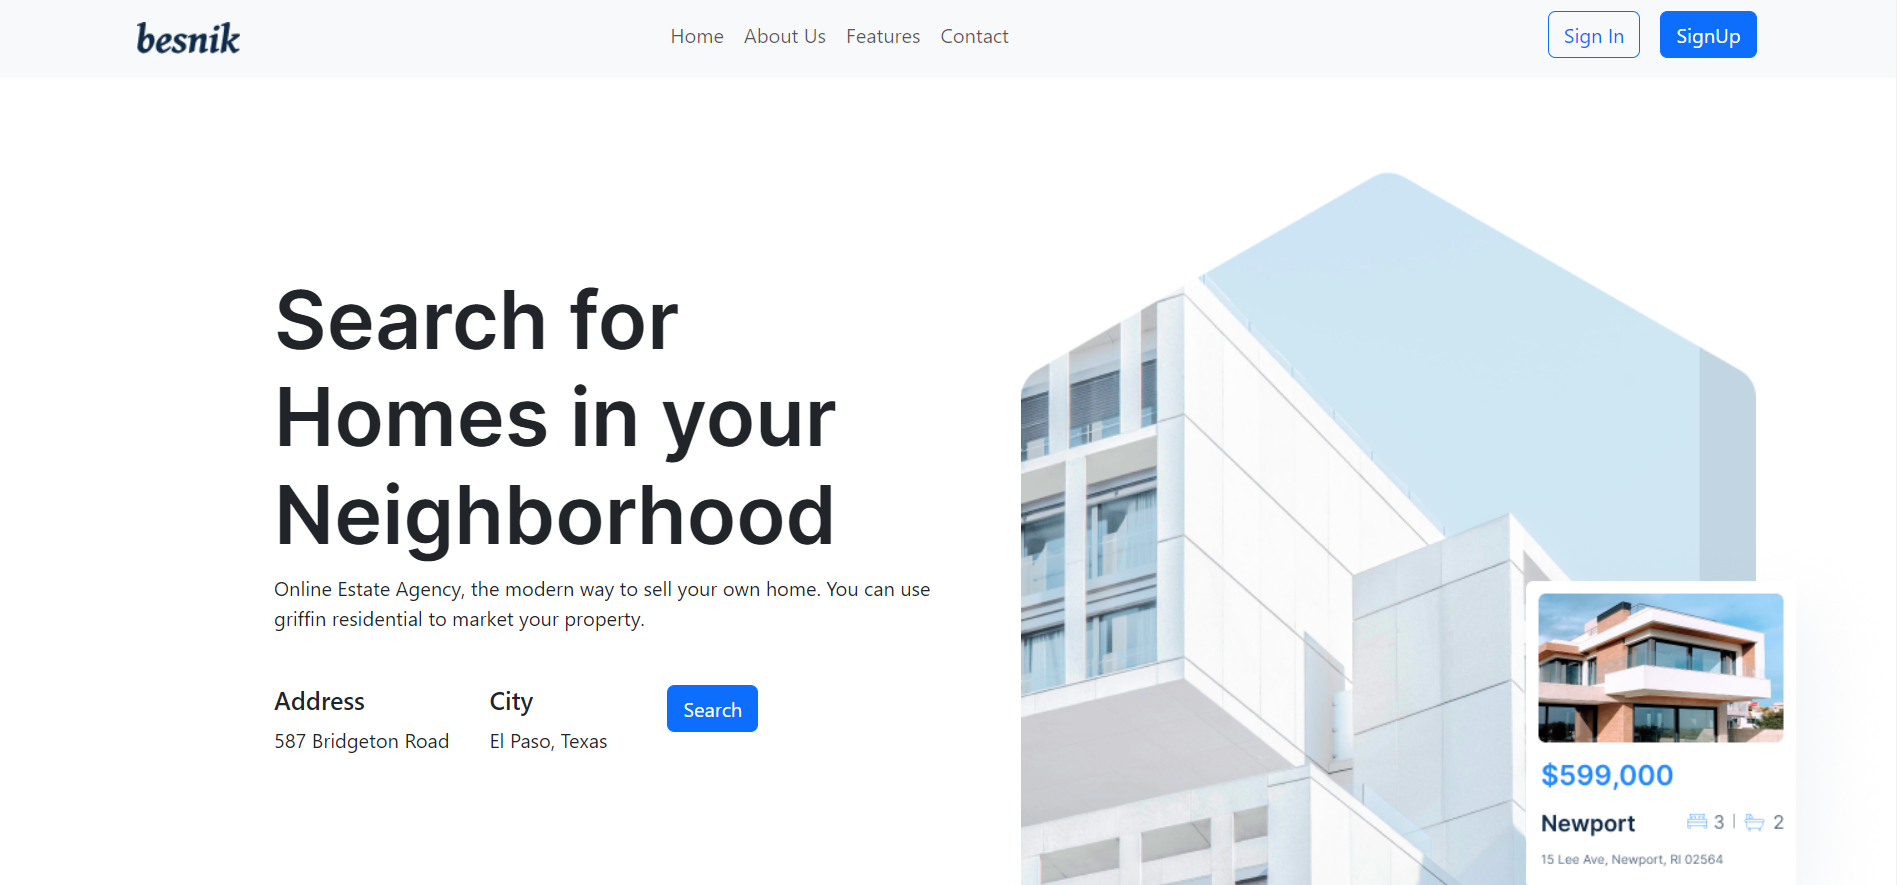 besnik
Home About Us Features Contact
Sign In SignUp
Search for
Homes in your
Neighborhood
Online Estate Agency, the modern way to sell your own home. You can use
griffin residential to market your property.
Address
587 Bridgeton Road
City
El Paso, Texas
Search
$599,000
Newport 3 | 2
15 Lee Ave, Newport, RI 02564